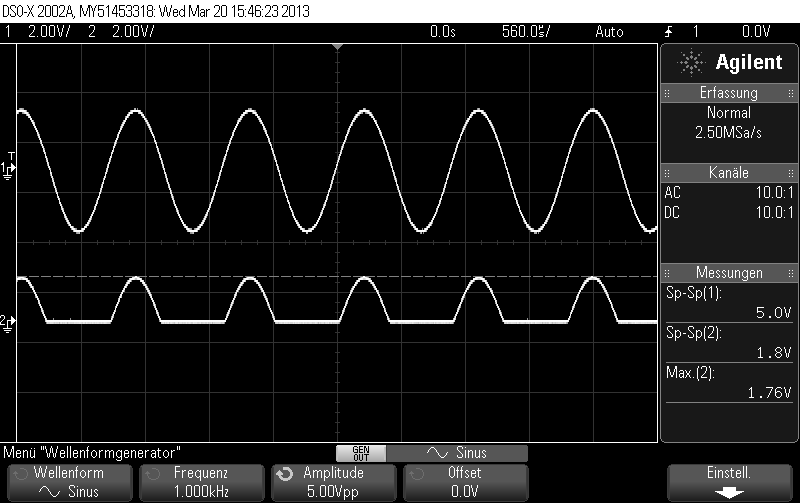 DSO-X 2002A, MY51453318: Wed Mar 20 15:46:23 2013
1 2.00V/ 2 2.00V/ 0.0s 560.0㎲/ Auto 1 0.0V
Agilent
Erfassung
Normal
2.50MSa/s
Kanäle
AC 10.0:1
DC 10.0:1
Messungen
Sp-Sp(1):
5.0V
Sp-Sp(2):
1.8V
Max.(2):
1.76V
T
1
2
Menü "Wellenformgenerator"
GEN OUT
Sinus
Wellenform
Sinus
Frequenz
1.000kHz
Amplitude
5.00Vpp
Offset
0.0V
Einstell.